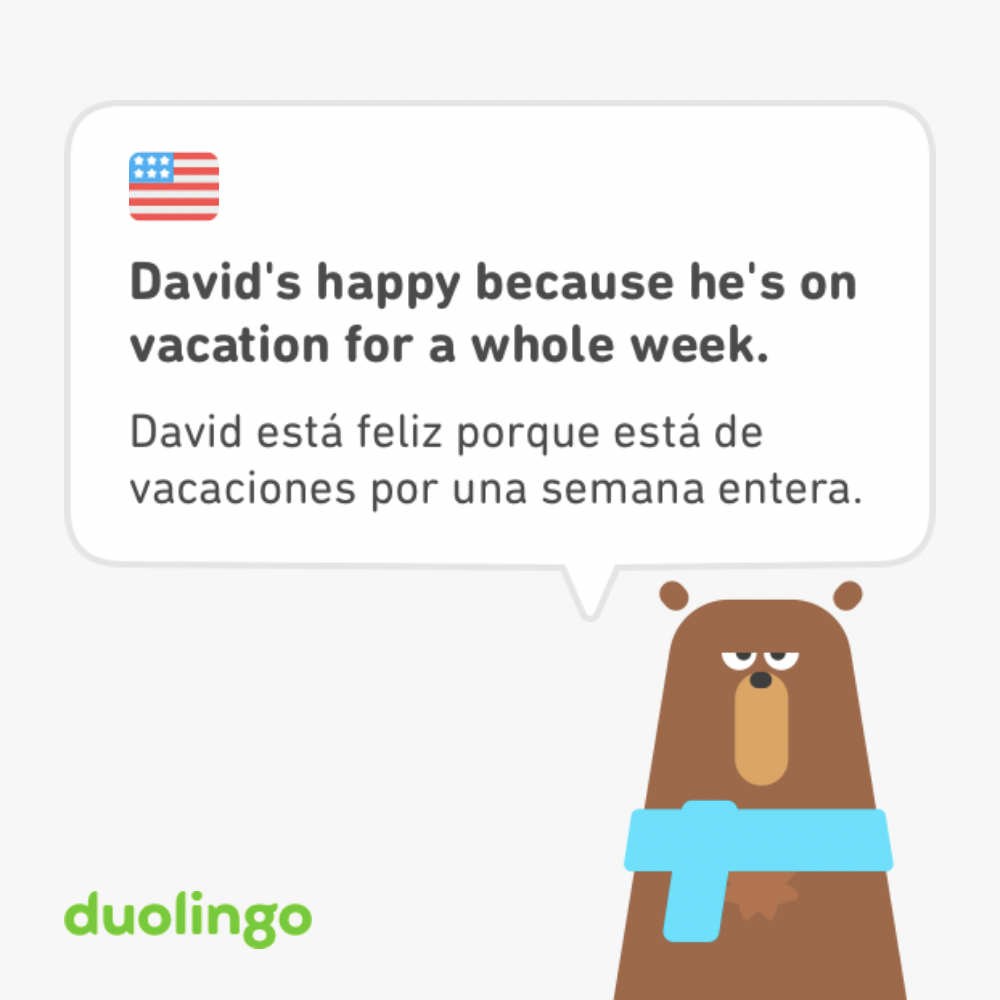 David's happy because he's on
vacation for a whole week.
David está feliz porque está de
vacaciones por una semana entera.
duolingo